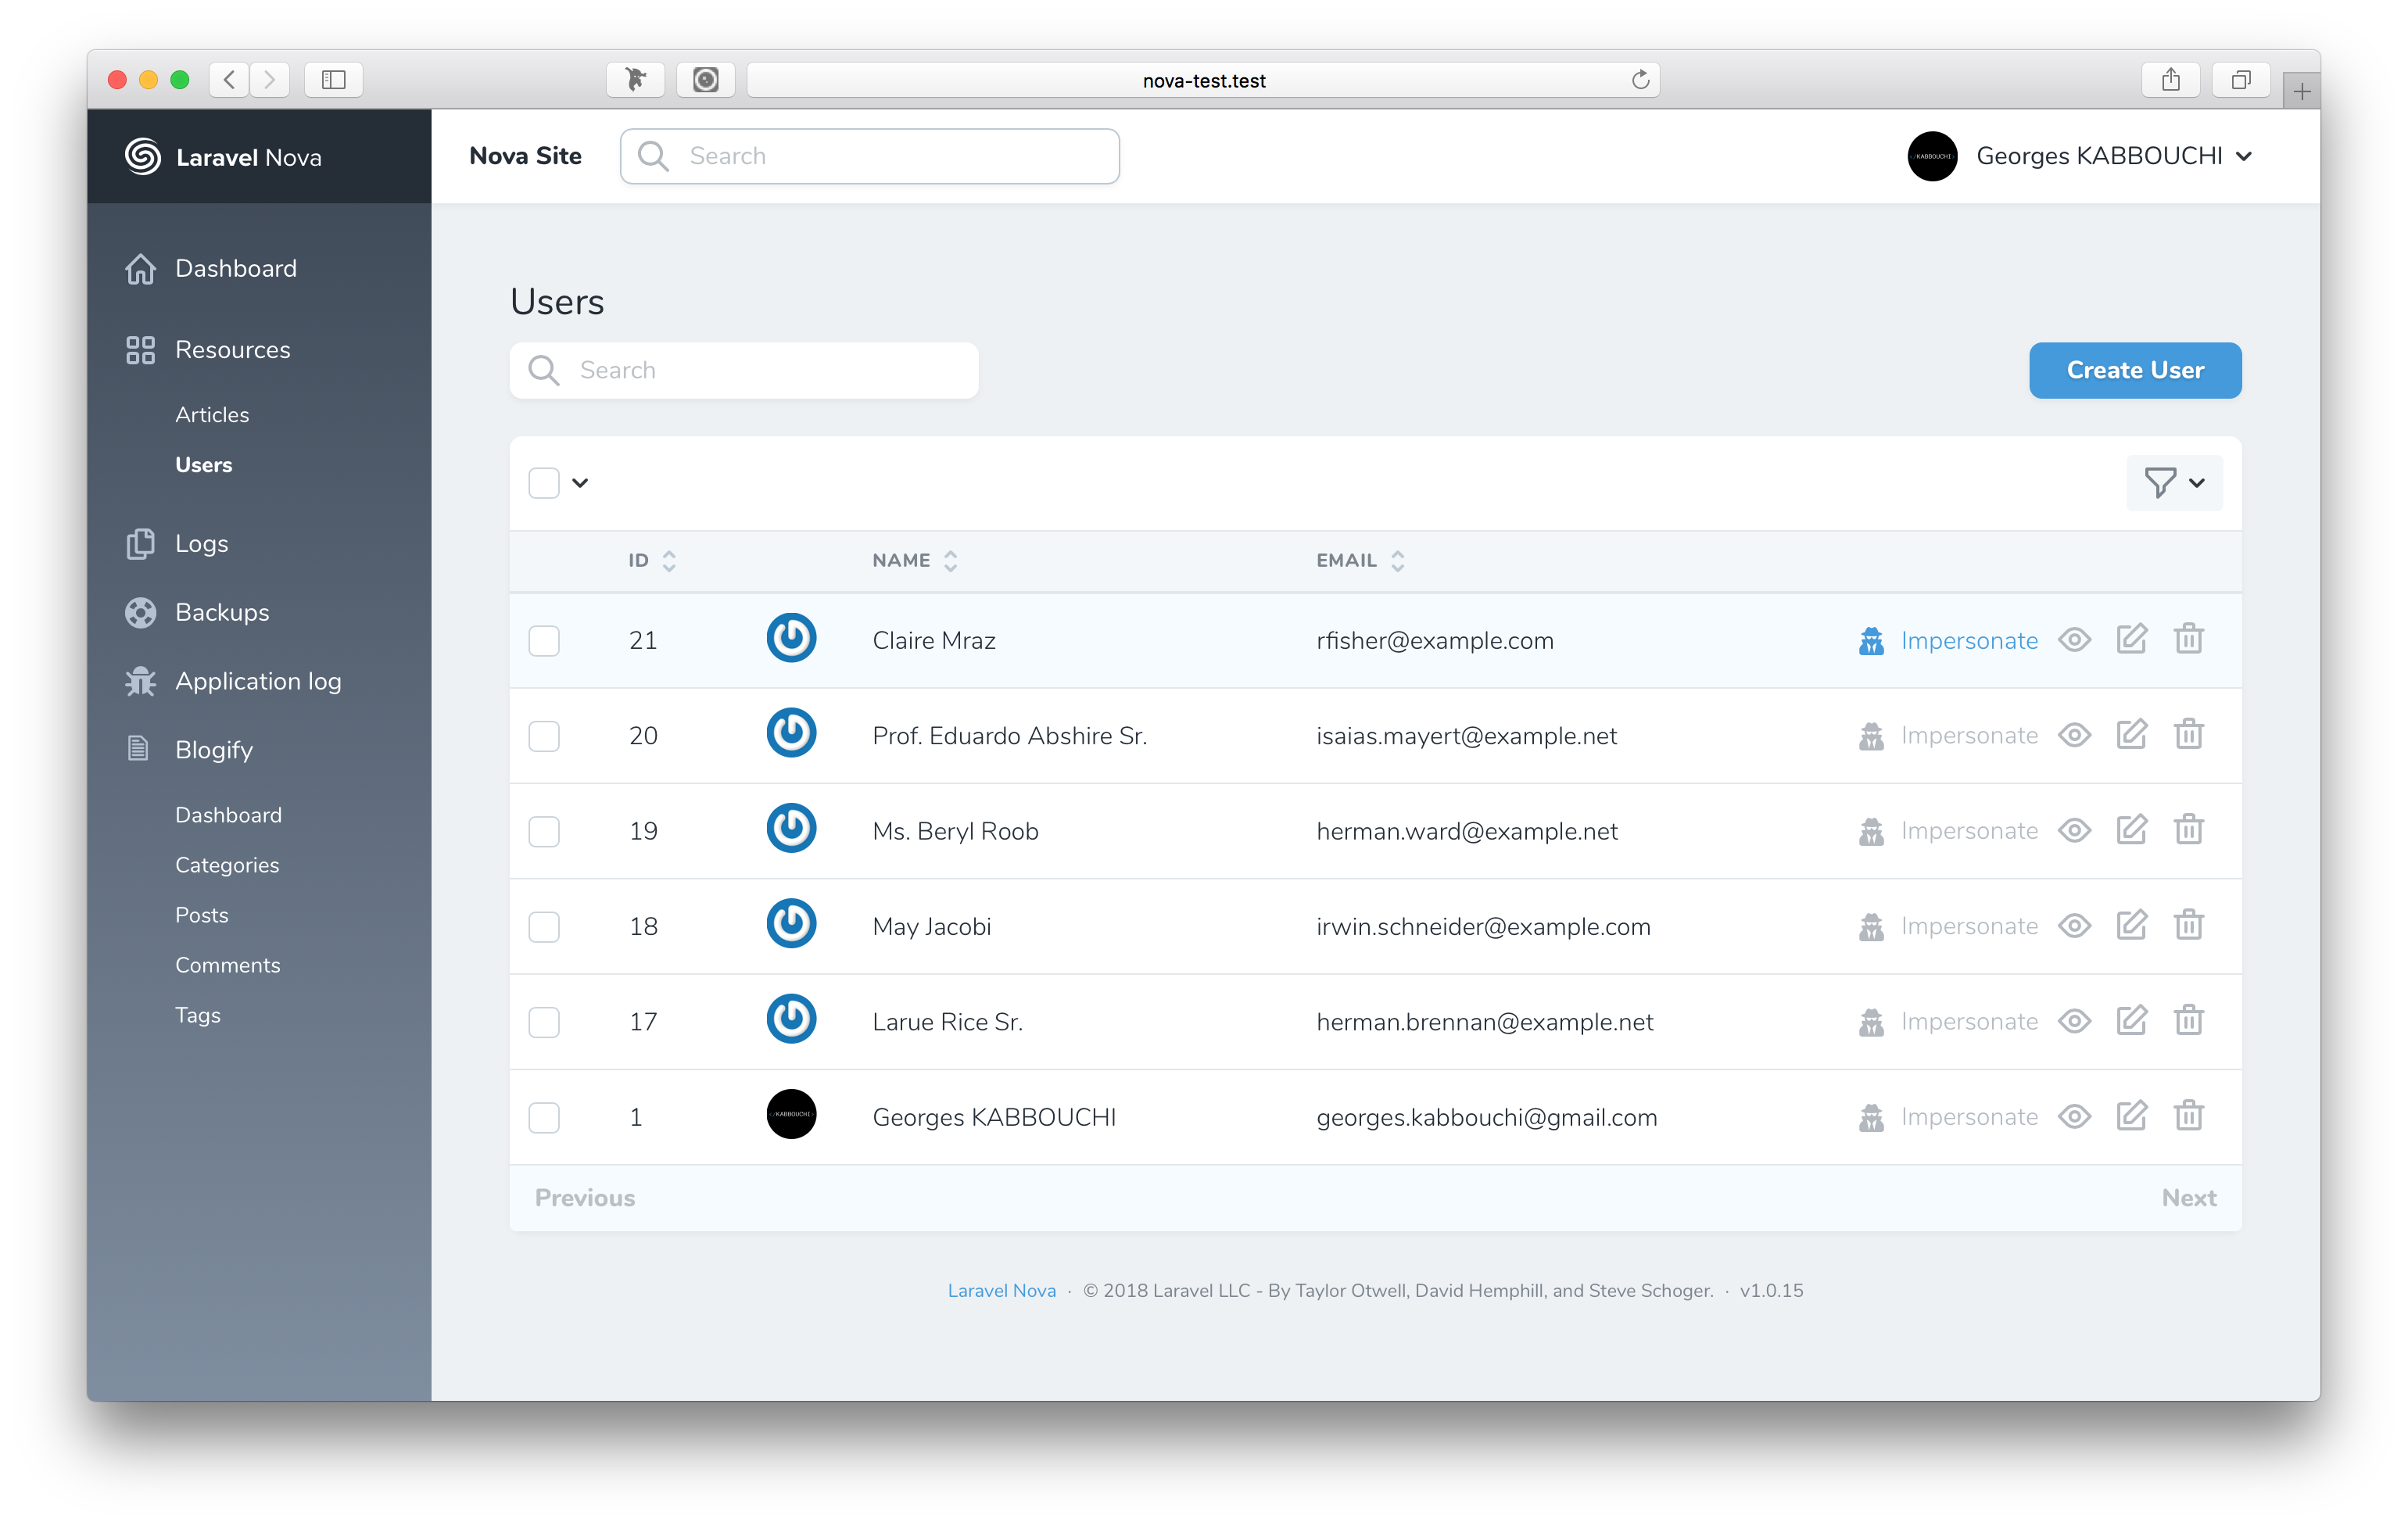 nova-test.test
Laravel Nova
Nova Site
Search
KABBOUCHI
Georges KABBOUCHI
Dashboard
Resources
Articles
Users
Logs
Backups
Application log
Blogify
Dashboard
Categories
Posts
Comments
Tags
Users
Search
Create User
ID NAME EMAIL
21 Claire Mraz rfisher@example.com Impersonate
20 Prof. Eduardo Abshire Sr. isaias.mayert@example.net Impersonate
19 Ms. Beryl Roob herman.ward@example.net Impersonate
18 May Jacobi irwin.schneider@example.com Impersonate
17 Larue Rice Sr. herman.brennan@example.net Impersonate
1 KABBOUCHI Georges KABBOUCHI georges.kabbouchi@gmail.com Impersonate
Previous Next
Laravel Nova · © 2018 Laravel LLC - By Taylor Otwell, David Hemphill, and Steve Schoger. · v1.0.15